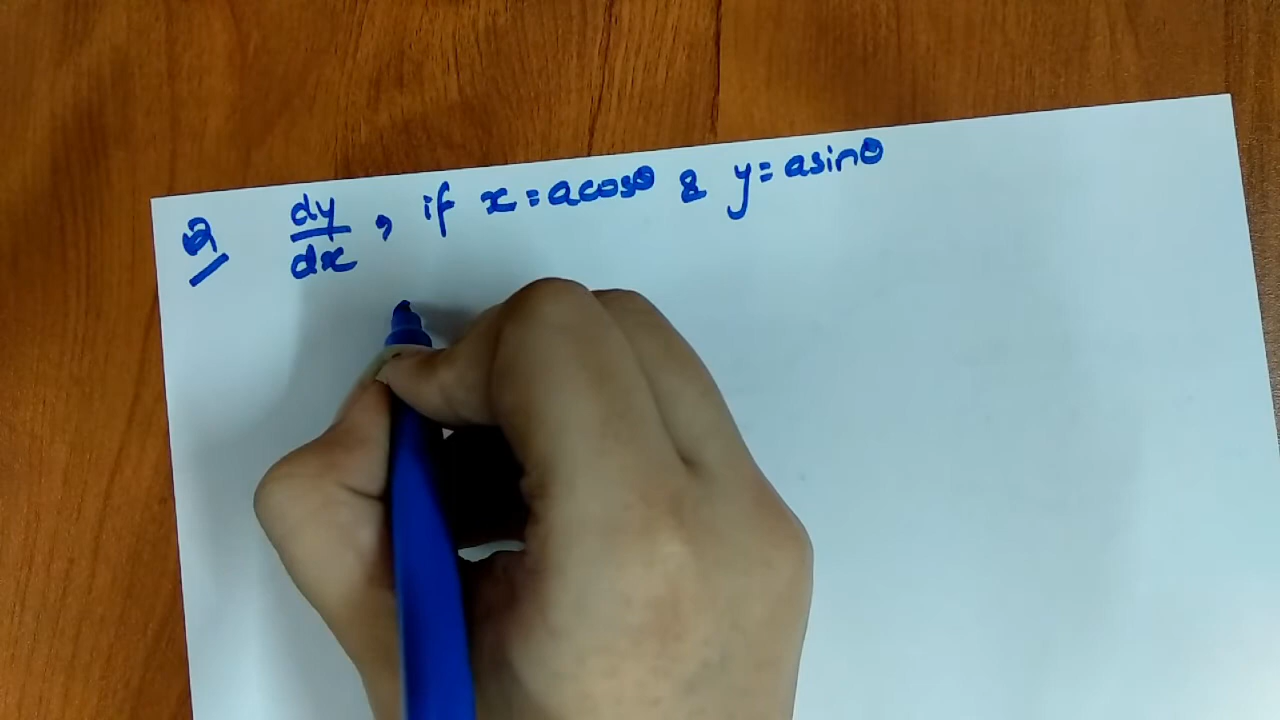 Q dy/dx, if x = acosθ & y = asinθ